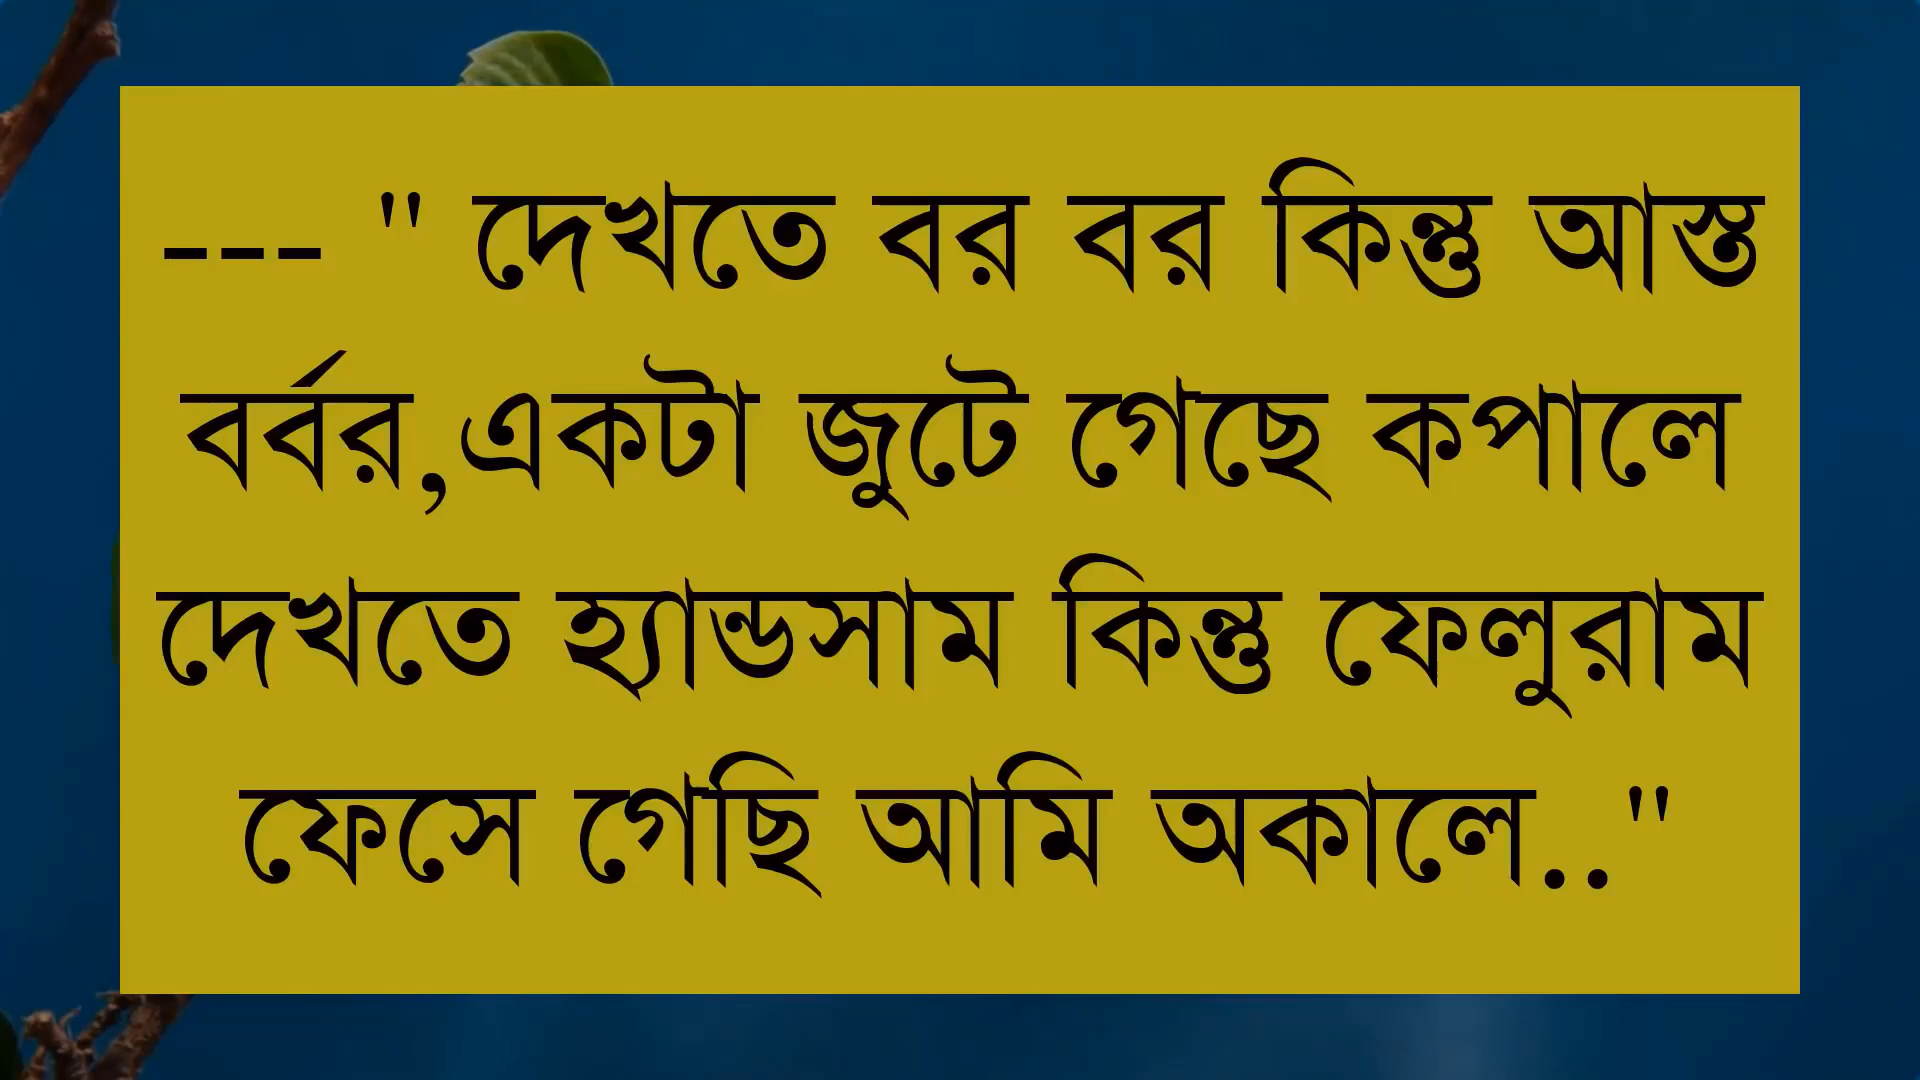 --- " দেখতে বর বর কিন্তু আস্ত
বর্বর,একটা জুটে গেছে কপালে
দেখতে হ্যান্ডসাম কিন্তু ফেলুরাম
ফেসে গেছি আমি অকালে.."